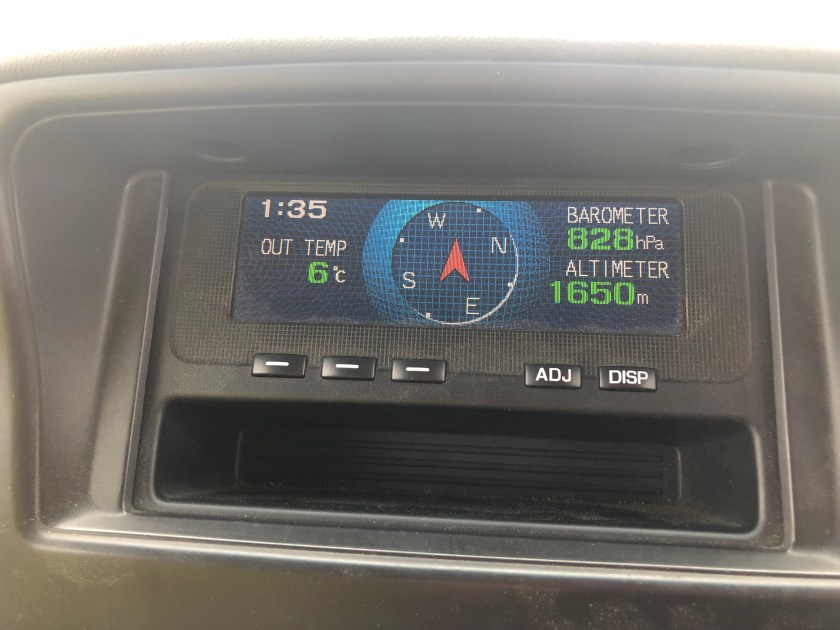 1:35
OUT TEMP
6°C
W
N
S
E
BAROMETER
828hPa
ALTIMETER
1650m
ADJ
DISP